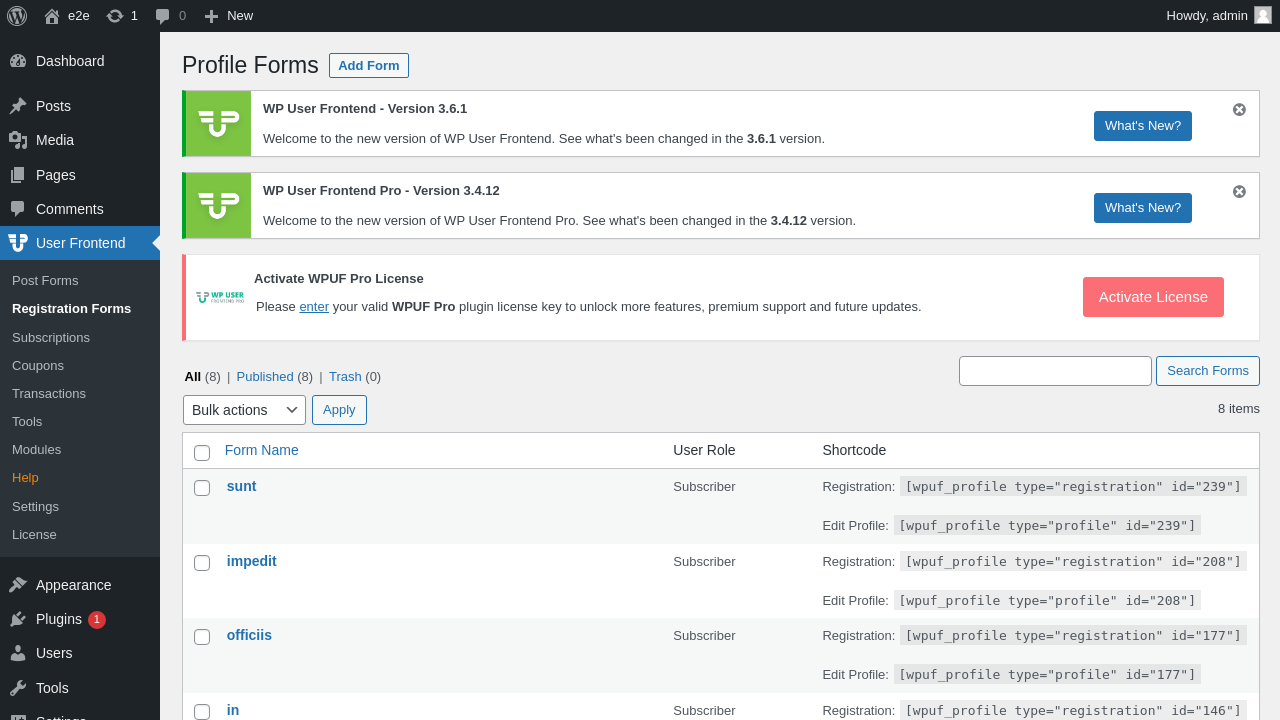 e2e
1
0
New
Howdy, admin
Dashboard
Posts
Media
Pages
Comments
User Frontend
Post Forms
Registration Forms
Subscriptions
Coupons
Transactions
Tools
Modules
Help
Settings
License
Appearance
Plugins 1
Users
Tools
Settings
Profile Forms
Add Form
WP User Frontend - Version 3.6.1
Welcome to the new version of WP User Frontend. See what's been changed in the 3.6.1 version.
What's New?
WP User Frontend Pro - Version 3.4.12
Welcome to the new version of WP User Frontend Pro. See what's been changed in the 3.4.12 version.
What's New?
WP USER
FRONTEND PRO
Activate WPUF Pro License
Please enter your valid WPUF Pro plugin license key to unlock more features, premium support and future updates.
Activate License
All (8) | Published (8) | Trash (0)
Search Forms
Bulk actions
Apply
8 items
Form Name User Role Shortcode
sunt Subscriber Registration: [wpuf_profile type="registration" id="239"]
Edit Profile: [wpuf_profile type="profile" id="239"]
impedit Subscriber Registration: [wpuf_profile type="registration" id="208"]
Edit Profile: [wpuf_profile type="profile" id="208"]
officiis Subscriber Registration: [wpuf_profile type="registration" id="177"]
Edit Profile: [wpuf_profile type="profile" id="177"]
in Subscriber Registration: [wpuf_profile type="registration" id="146"]